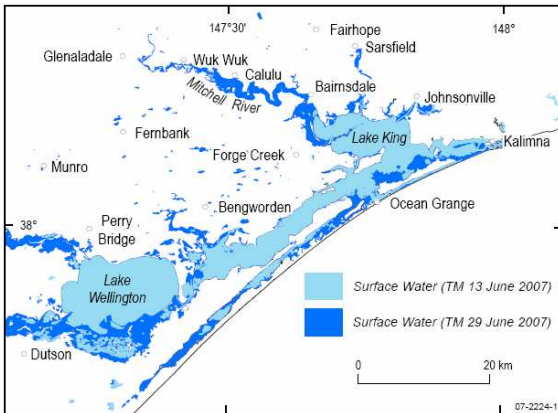 147°30'
148°
Fairhope
Sarsfield
Glenaladale
Wuk Wuk
Calulu
Mitchell River
Bairnsdale
Johnsonville
Fernbank
Lake King
Kalimna
Forge Creek
Munro
Bengworden
Ocean Grange
38°
Perry
Bridge
Lake
Wellington
Surface Water (TM 13 June 2007)
Surface Water (TM 29 June 2007)
Dutson
0
20 km
07-2224-1